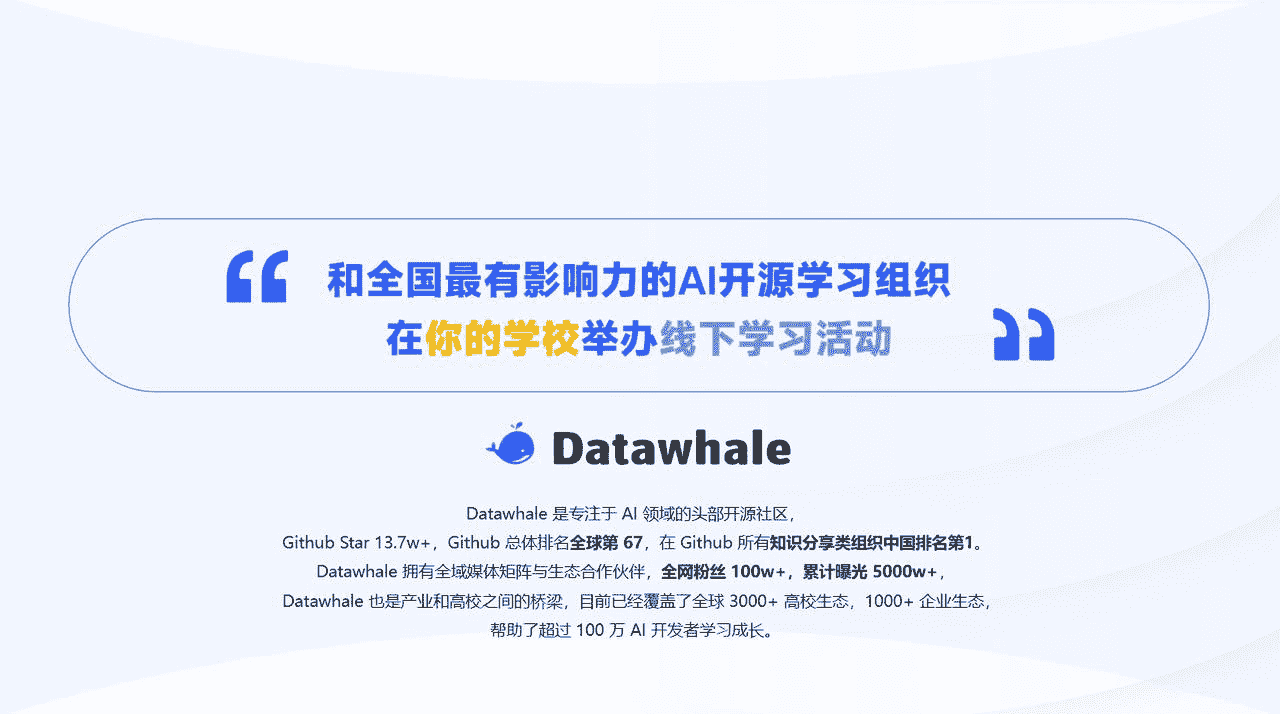 “和全国最有影响力的AI开源学习组织
在你的学校举办线下学习活动”
Datawhale
Datawhale 是专注于 AI 领域的头部开源社区，
Github Star 13.7w+，Github 总体排名全球第 67，在 Github 所有知识分享类组织中国排名第1。
Datawhale 拥有全域媒体矩阵与生态合作伙伴，全网粉丝 100w+，累计曝光 5000w+，
Datawhale 也是产业和高校之间的桥梁，目前已经覆盖了全球 3000+ 高校生态，1000+ 企业生态，
帮助了超过 100 万 AI 开发者学习成长。